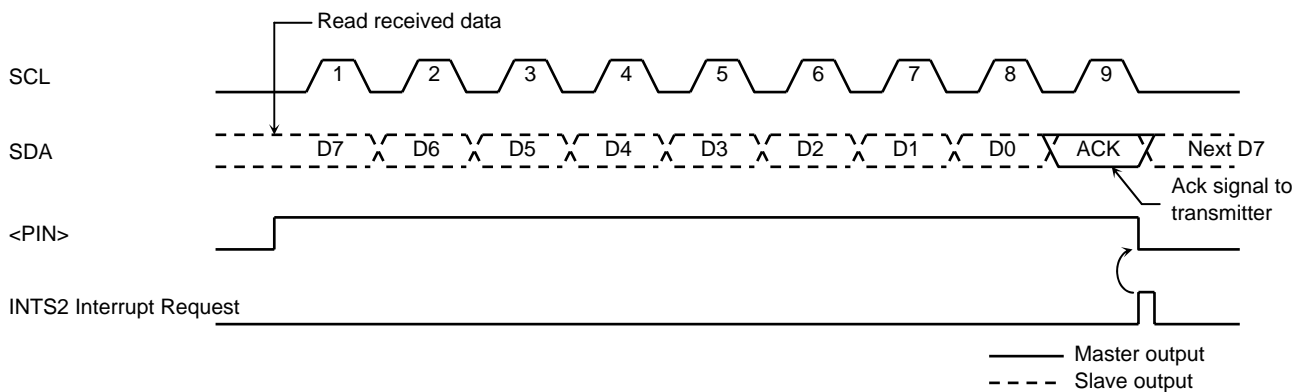 Read received data
SCL
1 2 3 4 5 6 7 8 9
SDA
D7 D6 D5 D4 D3 D2 D1 D0 ACK Next D7
Ack signal to
transmitter
<PIN>
INTS2 Interrupt Request
Master output
Slave output